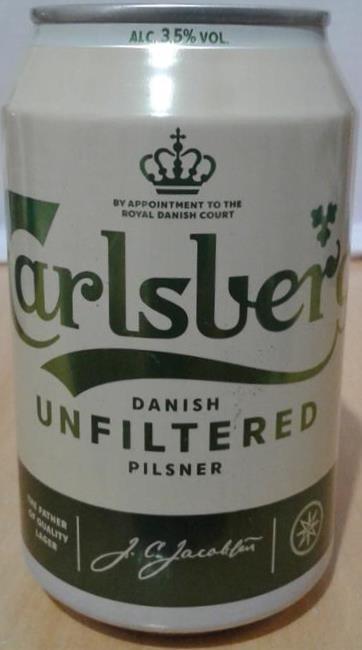 ALC. 3,5% VOL.
BY APPOINTMENT TO THE
ROYAL DANISH COURT
Carlsberg
DANISH
UNFILTERED
PILSNER
THE FATHER
OF QUALITY
LAGER
J. C. Jacobsen